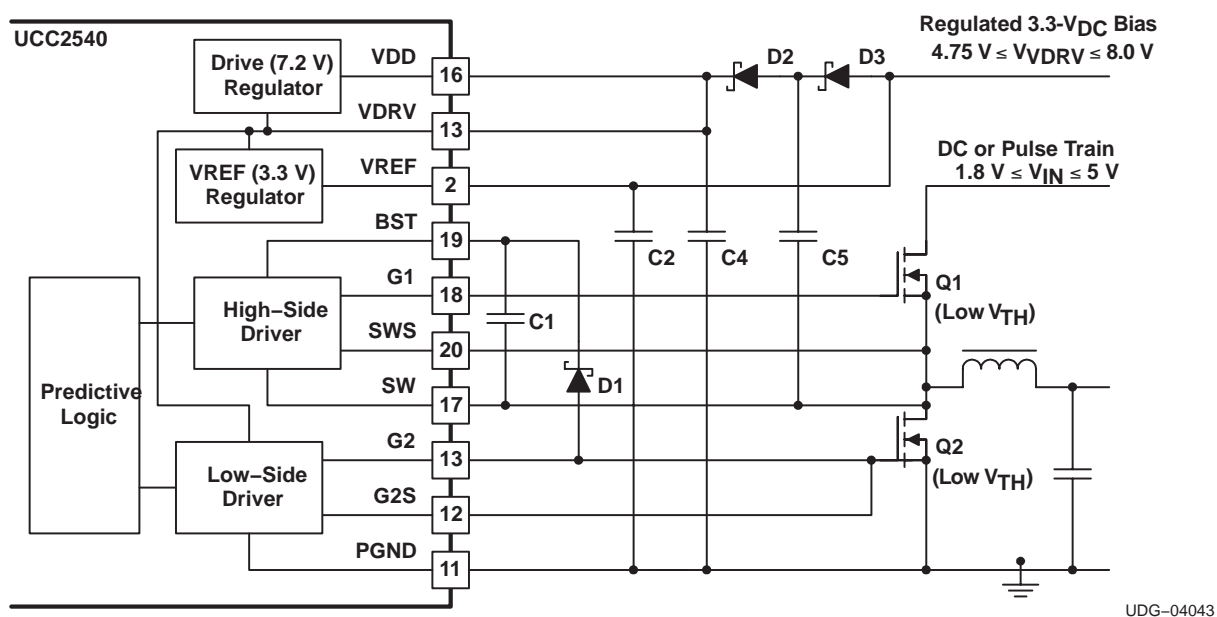 UCC2540
Drive (7.2 V)
Regulator
VDD
16
VDRV
13
VREF (3.3 V)
Regulator
VREF
2
BST
19
G1
18
High−Side
Driver
SWS
20
SW
17
Predictive
Logic
G2
13
Low−Side
Driver
G2S
12
PGND
11
C1
D1
C2
C4
C5
D2
D3
Regulated 3.3-VDC Bias
4.75 V ≤ VVDRV ≤ 8.0 V
DC or Pulse Train
1.8 V ≤ VIN ≤ 5 V
Q1
(Low VTH)
Q2
(Low VTH)
UDG−04043